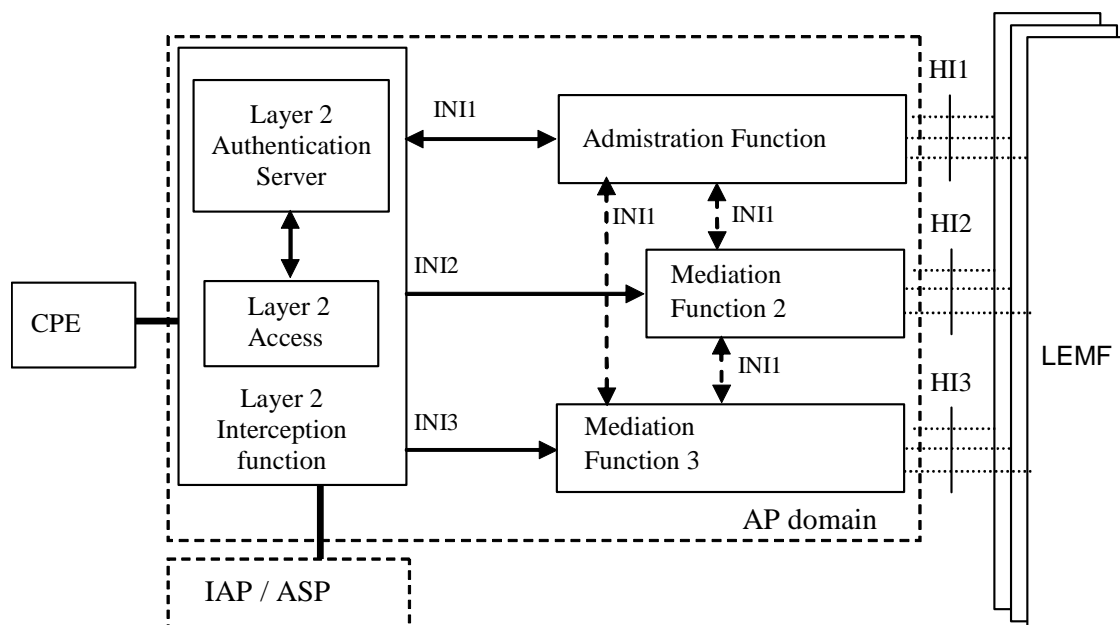 HI1
Layer 2
Authentication
Server
INI1
Admistration Function
INI1
INI1
HI2
INI2
Mediation
Function 2
CPE
Layer 2
Access
INI1
LEMF
HI3
Layer 2
Interception
function
INI3
Mediation
Function 3
AP domain
IAP / ASP